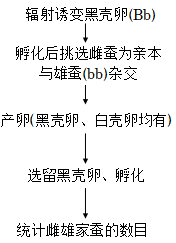 辐射诱变黑壳卵(Bb)
孵化后挑选雌蚕为亲本
与雄蚕(bb)杂交
产卵(黑壳卵、白壳卵均有)
选留黑壳卵、孵化
统计雌雄家蚕的数目